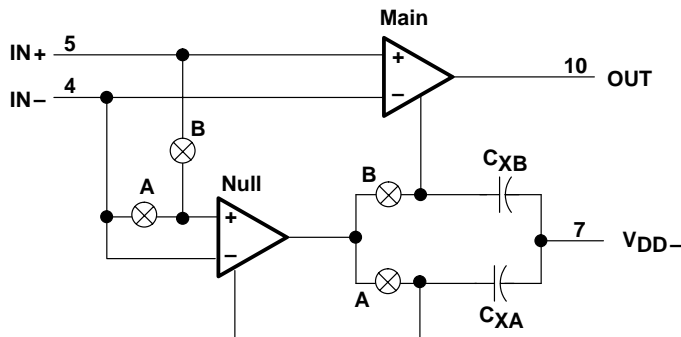 Main
IN+ 5
+
10 OUT
IN− 4
−
B
A
Null
B
CXB
+
7 VDD−
−
A
CXA